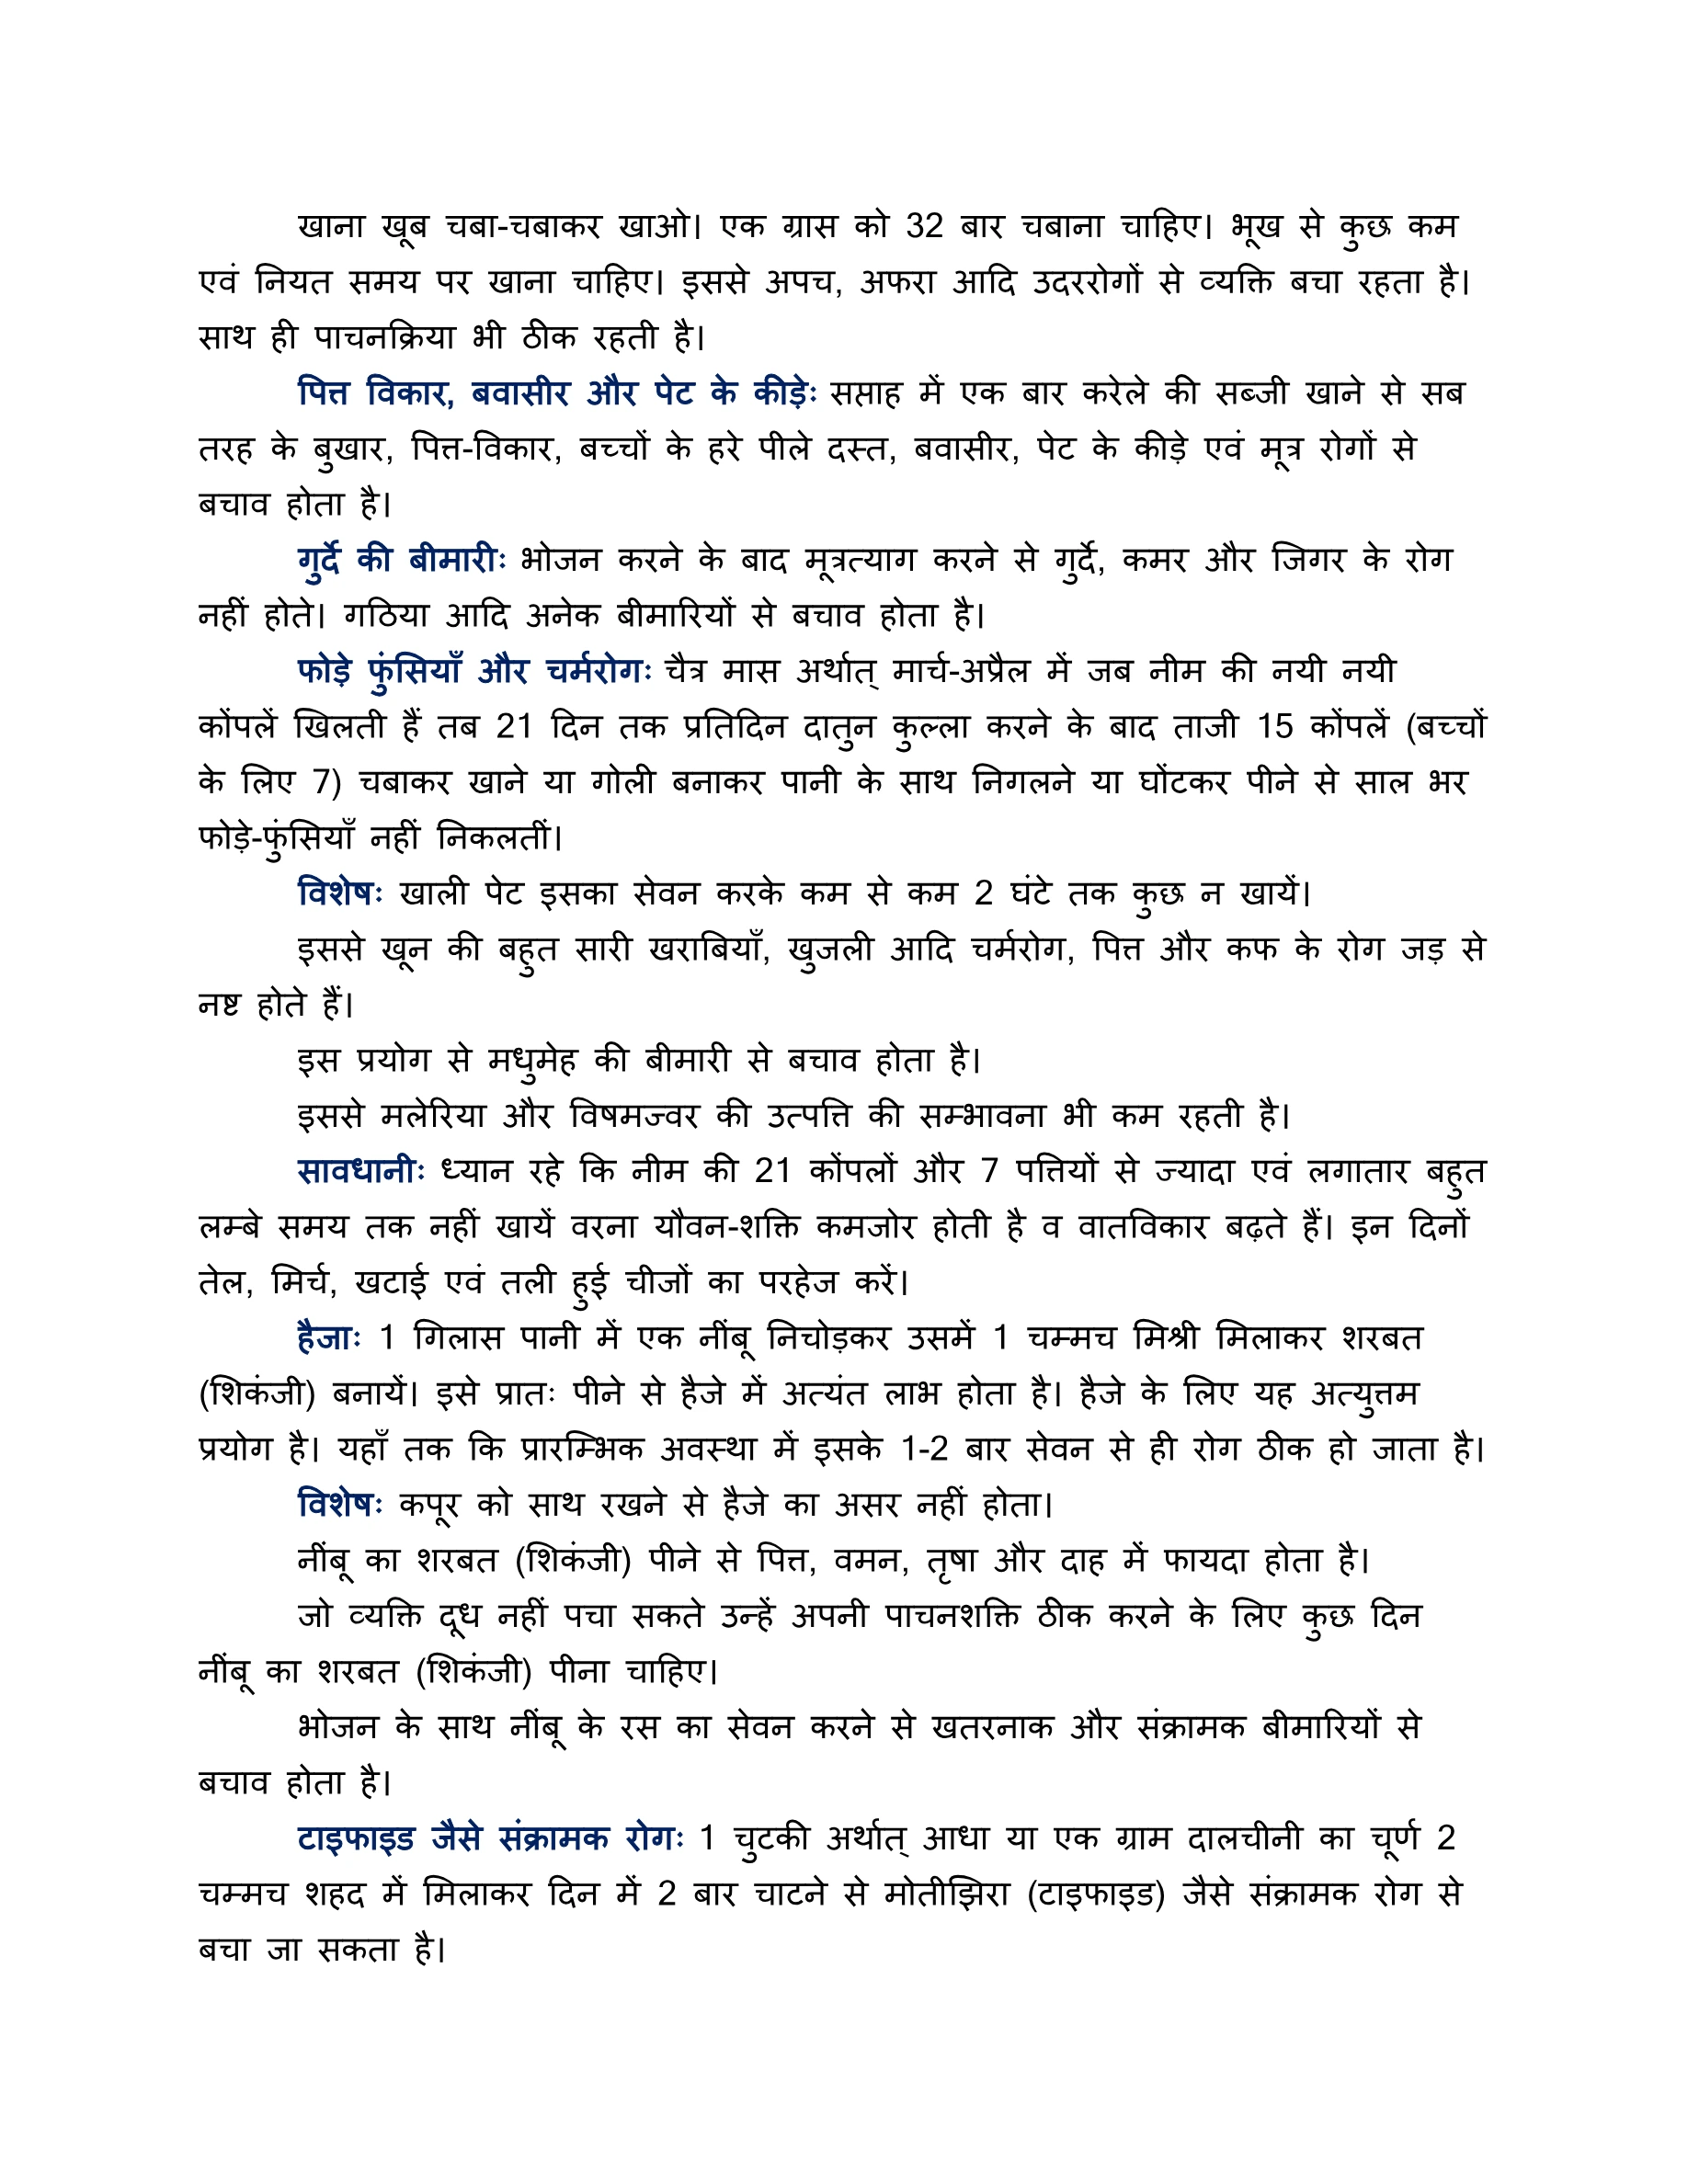 खाना खूब चबा-चबाकर खाओ। एक ग्रास को 32 बार चबाना चाहिए। भूख से कुछ कम
एवं नियत समय पर खाना चाहिए। इससे अपच, अफरा आदि उदररोगों से व्यक्ति बचा रहता है।
साथ ही पाचनक्रिया भी ठीक रहती है।
पित्त विकार, बवासीर और पेट के कीड़ेः सप्ताह में एक बार करेले की सब्जी खाने से सब
तरह के बुखार, पित्त-विकार, बच्चों के हरे पीले दस्त, बवासीर, पेट के कीड़े एवं मूत्र रोगों से
बचाव होता है।
गुर्दे की बीमारीः भोजन करने के बाद मूत्रत्याग करने से गुर्दे, कमर और जिगर के रोग
नहीं होते। गठिया आदि अनेक बीमारियों से बचाव होता है।
फोड़े फुंसियाँ और चर्मरोगः चैत्र मास अर्थात् मार्च-अप्रैल में जब नीम की नयी नयी
कोंपलें खिलती हैं तब 21 दिन तक प्रतिदिन दातुन कुल्ला करने के बाद ताजी 15 कोंपलें (बच्चों
के लिए 7) चबाकर खाने या गोली बनाकर पानी के साथ निगलने या घोंटकर पीने से साल भर
फोड़े-फुंसियाँ नहीं निकलतीं।
विशेषः खाली पेट इसका सेवन करके कम से कम 2 घंटे तक कुछ न खायें।
इससे खून की बहुत सारी खराबियाँ, खुजली आदि चर्मरोग, पित्त और कफ के रोग जड़ से
नष्ट होते हैं।
इस प्रयोग से मधुमेह की बीमारी से बचाव होता है।
इससे मलेरिया और विषमज्वर की उत्पत्ति की सम्भावना भी कम रहती है।
सावधानीः ध्यान रहे कि नीम की 21 कोंपलों और 7 पत्तियों से ज्यादा एवं लगातार बहुत
लम्बे समय तक नहीं खायें वरना यौवन-शक्ति कमजोर होती है व वातविकार बढ़ते हैं। इन दिनों
तेल, मिर्च, खटाई एवं तली हुई चीजों का परहेज करें।
हैजाः 1 गिलास पानी में एक नींबू निचोड़कर उसमें 1 चम्मच मिश्री मिलाकर शरबत
(शिकंजी) बनायें। इसे प्रातः पीने से हैजे में अत्यंत लाभ होता है। हैजे के लिए यह अत्युत्तम
प्रयोग है। यहाँ तक कि प्रारम्भिक अवस्था में इसके 1-2 बार सेवन से ही रोग ठीक हो जाता है।
विशेषः कपूर को साथ रखने से हैजे का असर नहीं होता।
नींबू का शरबत (शिकंजी) पीने से पित्त, वमन, तृषा और दाह में फायदा होता है।
जो व्यक्ति दूध नहीं पचा सकते उन्हें अपनी पाचनशक्ति ठीक करने के लिए कुछ दिन
नींबू का शरबत (शिकंजी) पीना चाहिए।
भोजन के साथ नींबू के रस का सेवन करने से खतरनाक और संक्रामक बीमारियों से
बचाव होता है।
टाइफाइड जैसे संक्रामक रोगः 1 चुटकी अर्थात् आधा या एक ग्राम दालचीनी का चूर्ण 2
चम्मच शहद में मिलाकर दिन में 2 बार चाटने से मोतीझिरा (टाइफाइड) जैसे संक्रामक रोग से
बचा जा सकता है।